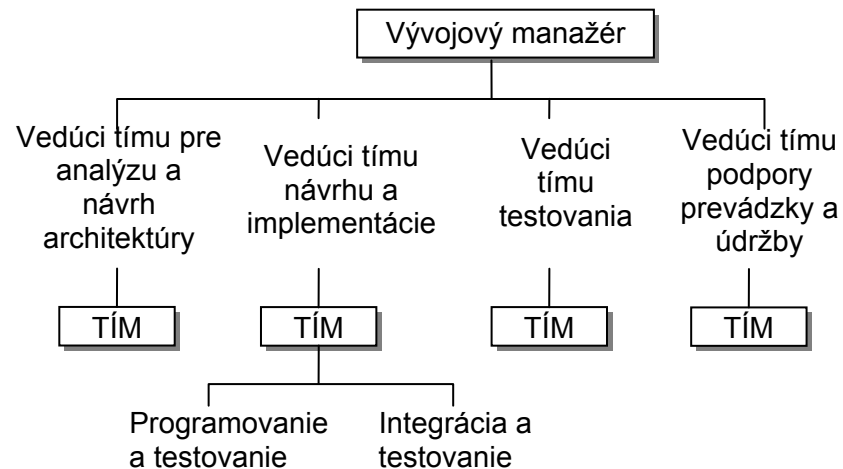 Vývojový manažér
Vedúci tímu pre
analýzu a
návrh
architektúry
Vedúci tímu
návrhu a
implementácie
Vedúci
tímu
testovania
Vedúci tímu
podpory
prevádzky a
údržby
TÍM
TÍM
TÍM
TÍM
Programovanie
a testovanie
Integrácia a
testovanie